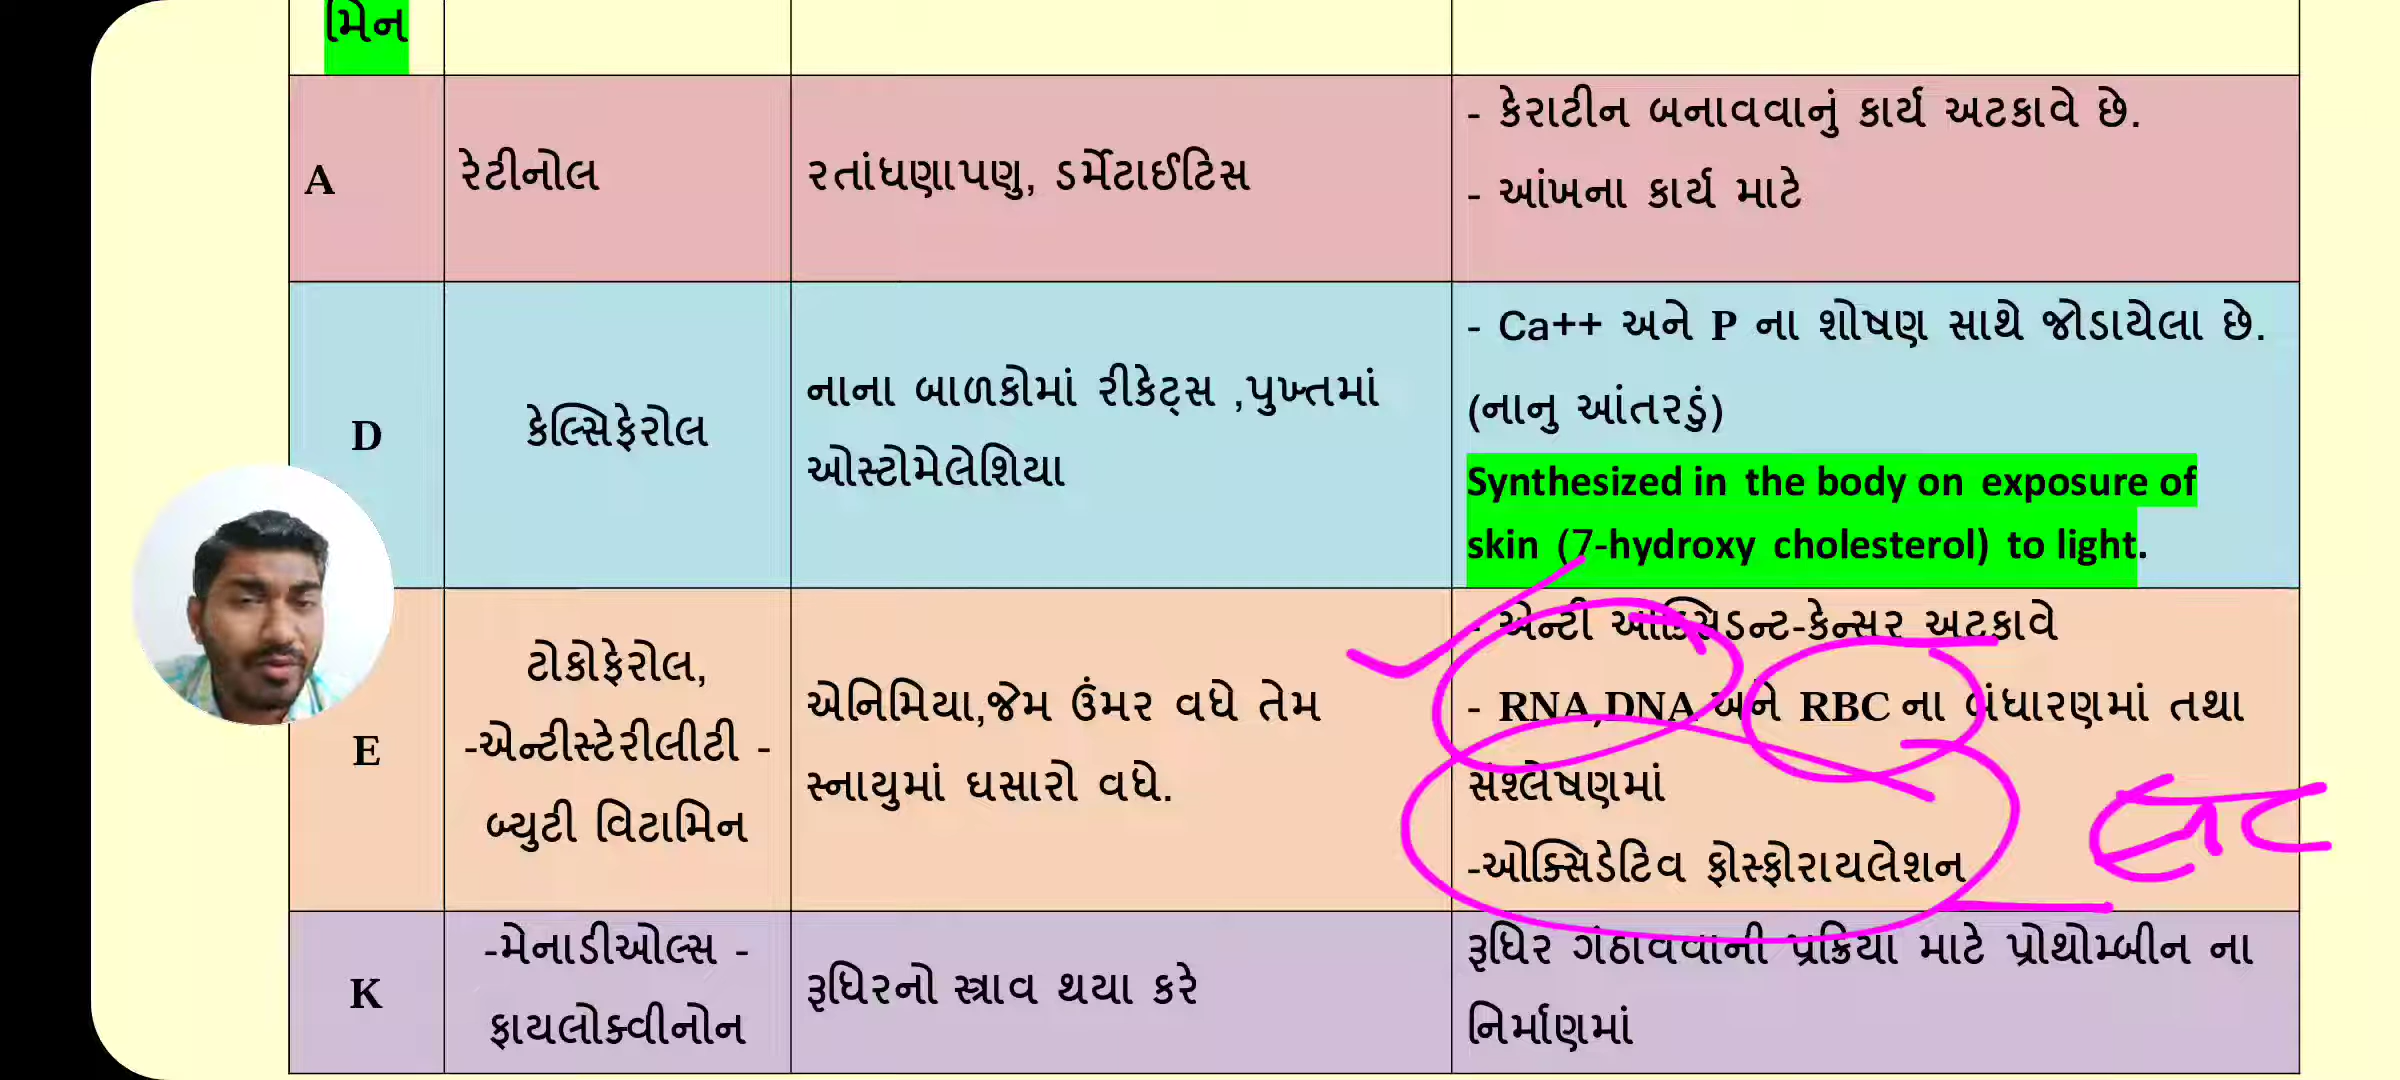 મિન
A
રેટીનોલ
રતાંધણાપણુ, ડર્મેટાઈટિસ
- કેરાટીન બનાવવાનું કાર્ય અટકાવે છે.
- આંખના કાર્ય માટે
D
કેલ્સિફેરોલ
નાના બાળકોમાં રીકેટ્સ ,પુખ્તમાં
ઓસ્ટોમેલેશિયા
- Ca++ અને P ના શોષણ સાથે જોડાયેલા છે.
(નાનુ આંતરડું)
Synthesized in the body on exposure of
skin (7-hydroxy cholesterol) to light.
E
ટોકોફેરોલ,
-એન્ટીસ્ટેરીલીટી -
બ્યુટી વિટામિન
એનિમિયા,જેમ ઉંમર વધે તેમ
સ્નાયુમાં ઘસારો વધે.
- એન્ટી ઓક્સિડન્ટ-કેન્સર અટકાવે
- RNA,DNA અને RBC ના બંધારણમાં તથા
સંશ્લેષણમાં
-ઓક્સિડેટિવ ફોસ્ફોરાયલેશન
K
-મેનાડીઓલ્સ -
ફાયલોક્વીનોન
રૂધિરનો સ્ત્રાવ થયા કરે
રૂધિર ગંઠાવવાની પ્રક્રિયા માટે પ્રોથોમ્બીન ના
નિર્માણમાં